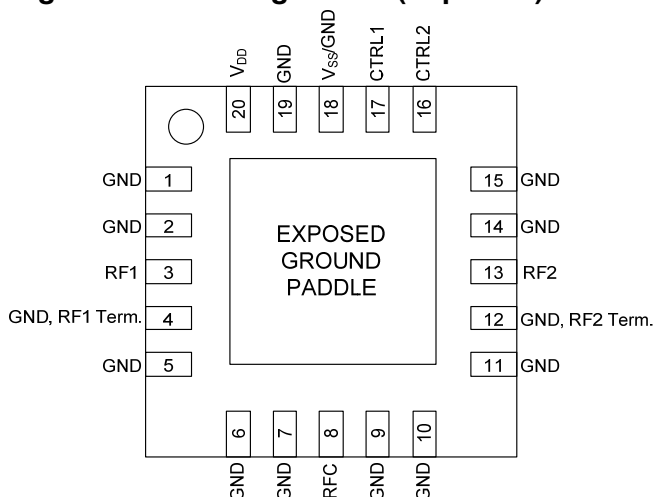 V_DD
GND
V_SS/GND
CTRL1
CTRL2
20
19
18
17
16
GND 1
GND 2
RF1 3
GND, RF1 Term. 4
GND 5
EXPOSED
GROUND
PADDLE
15 GND
14 GND
13 RF2
12 GND, RF2 Term.
11 GND
6
7
8
9
10
GND
GND
RFC
GND
GND